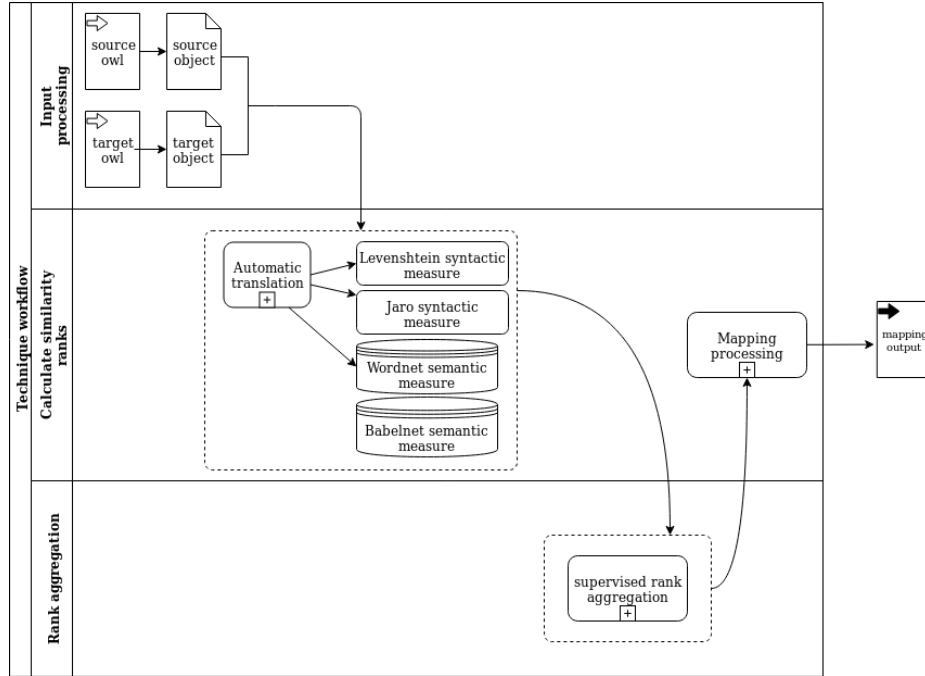 Technique workflow
Input
processing
source
owl
source
object
target
owl
target
object
Calculate similarity
ranks
Automatic
translation
+
Levenshtein syntactic
measure
Jaro syntactic
measure
Wordnet semantic
measure
Babelnet semantic
measure
Mapping
processing
+
mapping
output
Rank aggregation
supervised rank
aggregation
+